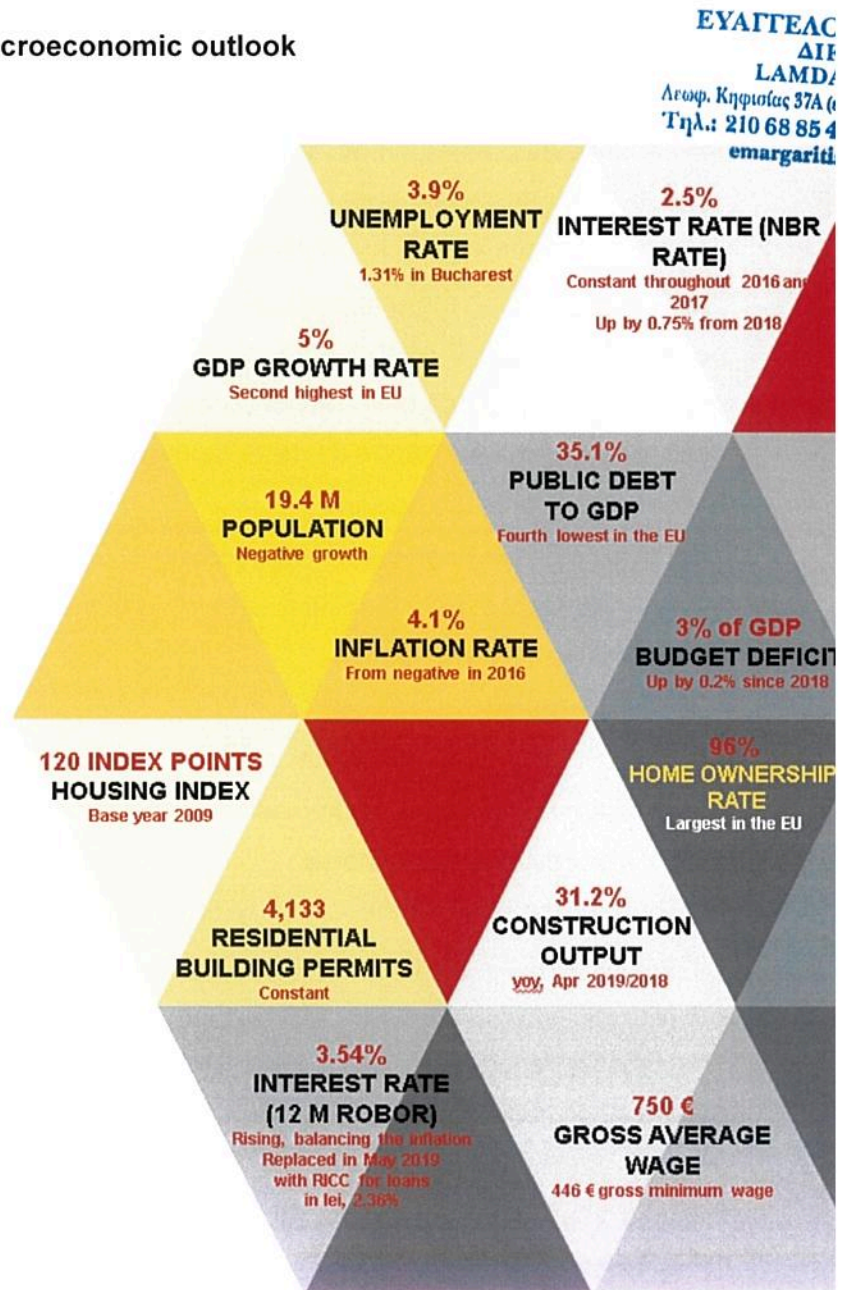 croeconomic outlook
ΕΥΑΓΓΕΛΟ
ΔΙΕ
LAMDA
Λεωφ. Κηφισίας 37Α (
Τηλ.: 210 68 85 4
emargariti
3.9%
UNEMPLOYMENT
RATE
1.31% in Bucharest
2.5%
INTEREST RATE (NBR
RATE)
Constant throughout 2016 and
2017
Up by 0.75% from 2018
5%
GDP GROWTH RATE
Second highest in EU
35.1%
PUBLIC DEBT
TO GDP
Fourth lowest in the EU
19.4 M
POPULATION
Negative growth
4.1%
INFLATION RATE
From negative in 2016
3% of GDP
BUDGET DEFICIT
Up by 0.2% since 2018
120 INDEX POINTS
HOUSING INDEX
Base year 2009
96%
HOME OWNERSHIP
RATE
Largest in the EU
4,133
RESIDENTIAL
BUILDING PERMITS
Constant
31.2%
CONSTRUCTION
OUTPUT
yoy, Apr 2019/2018
3.54%
INTEREST RATE
(12 M ROBOR)
Rising, balancing the inflation
Replaced in May 2019
with RICC for loans
in lei, 2.36%
750 €
GROSS AVERAGE
WAGE
446 € gross minimum wage